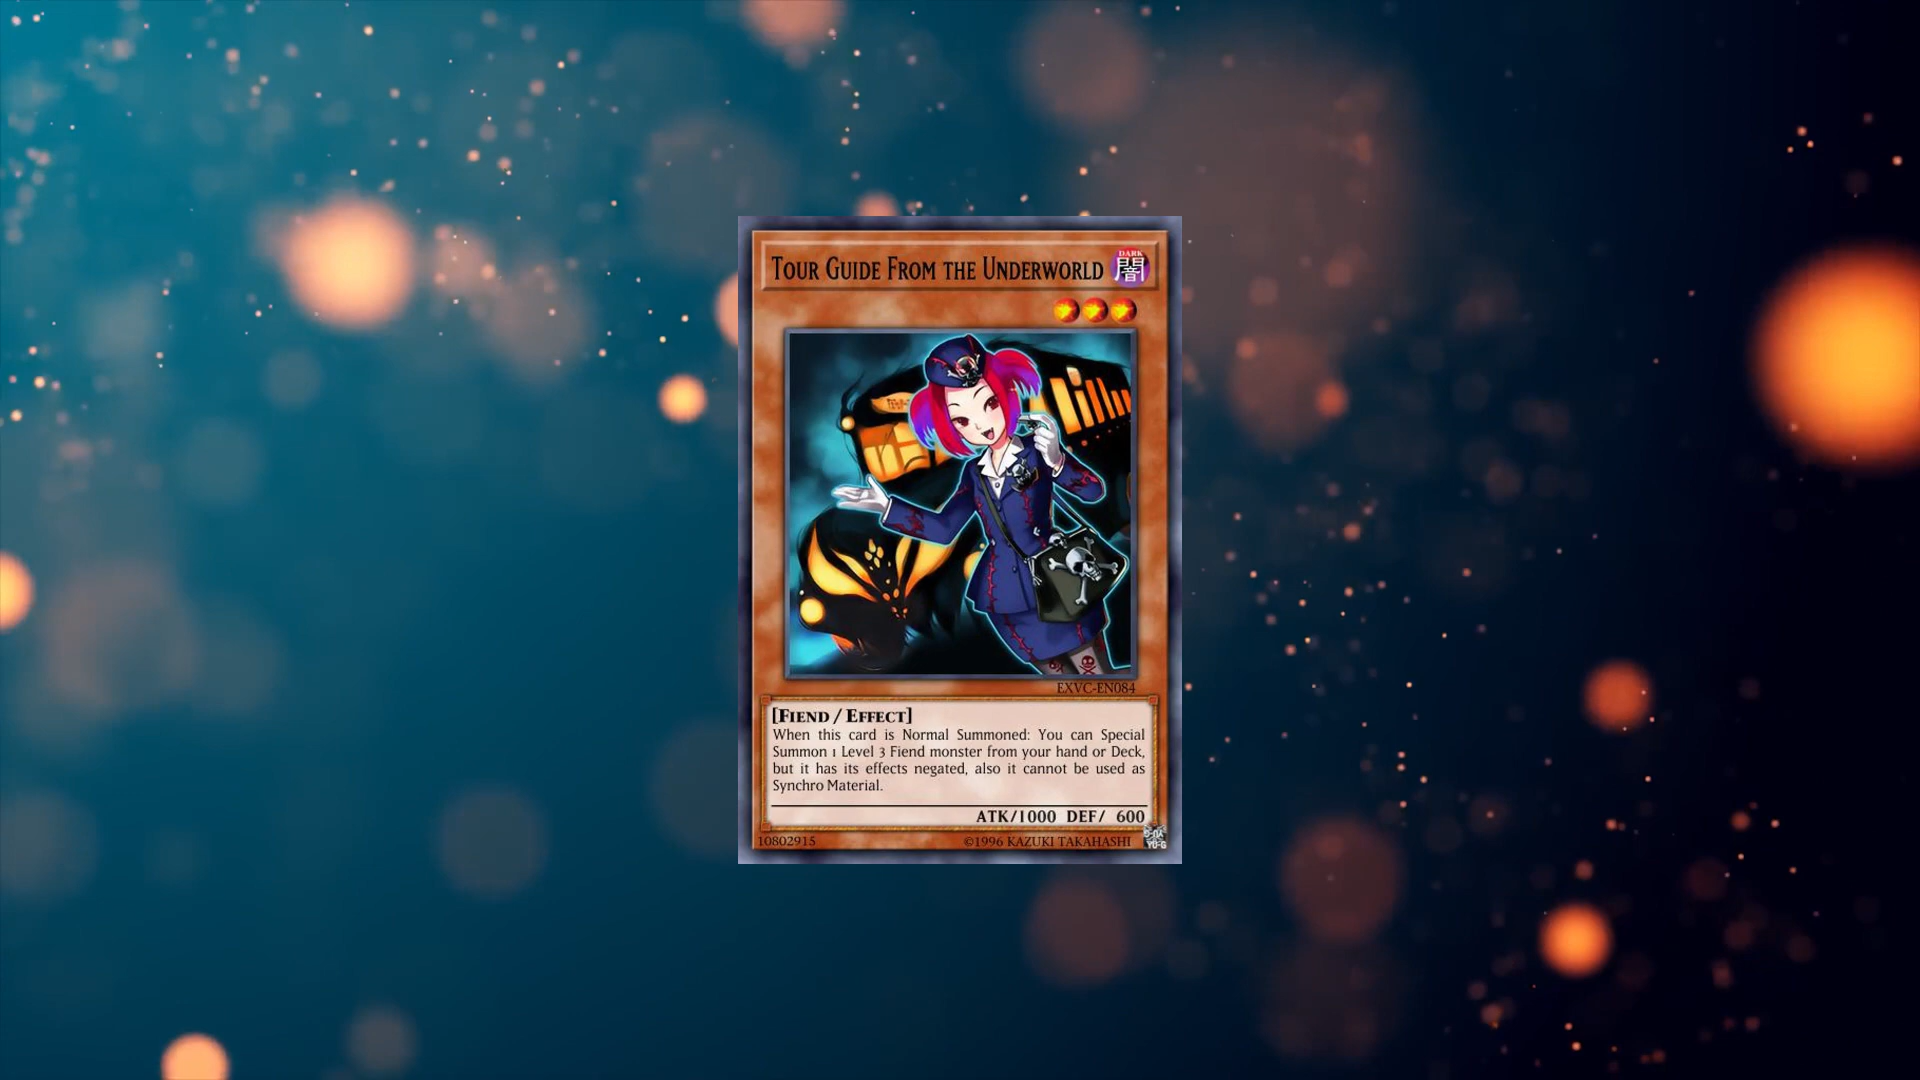 TOUR GUIDE FROM THE UNDERWORLD
DARK
闇
EXVC-EN084
[FIEND / EFFECT]
When this card is Normal Summoned: You can Special
Summon 1 Level 3 Fiend monster from your hand or Deck,
but it has its effects negated, also it cannot be used as
Synchro Material.
ATK/1000 DEF/ 600
10802915
©1996 KAZUKI TAKAHASHI